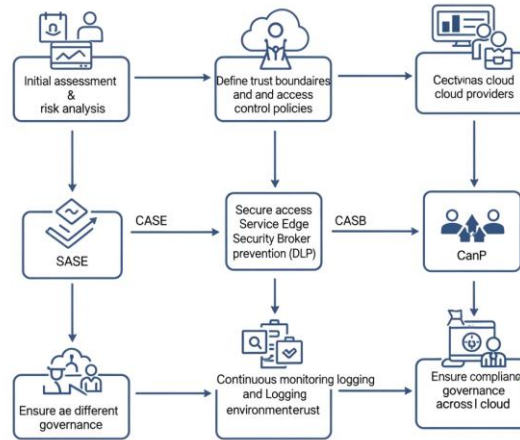 Initial assessment
&
risk analysis
Define trust boundaires
and and access
control policies
Cectvınas cloud
cloud providers
SASE
CASE
Secure access
Service Edge
Security Broker
prevention (DLP)
CASB
CanP
Ensure ae different
governance
Continuous monitoring logging
and Logging
environmenterust
Ensure compliana
governance
across l cloud